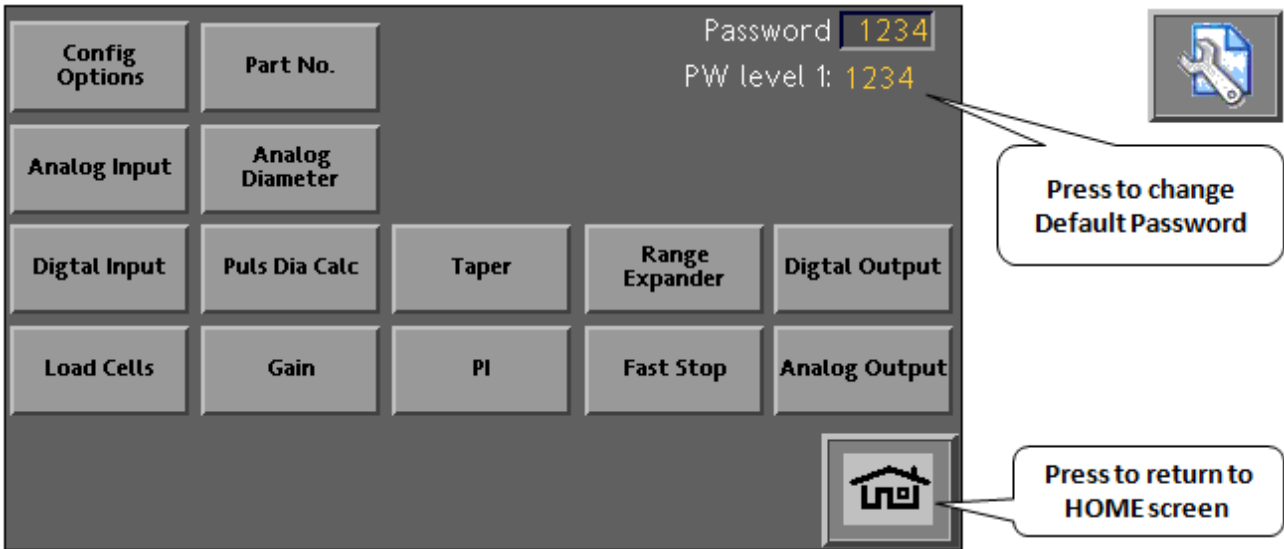 Password 1234
PW level 1: 1234
Config
Options
Part No.
Analog Input
Analog
Diameter
Digtal Input
Puls Dia Calc
Taper
Range
Expander
Digtal Output
Load Cells
Gain
PI
Fast Stop
Analog Output
Press to change
Default Password
Press to return to
HOME screen